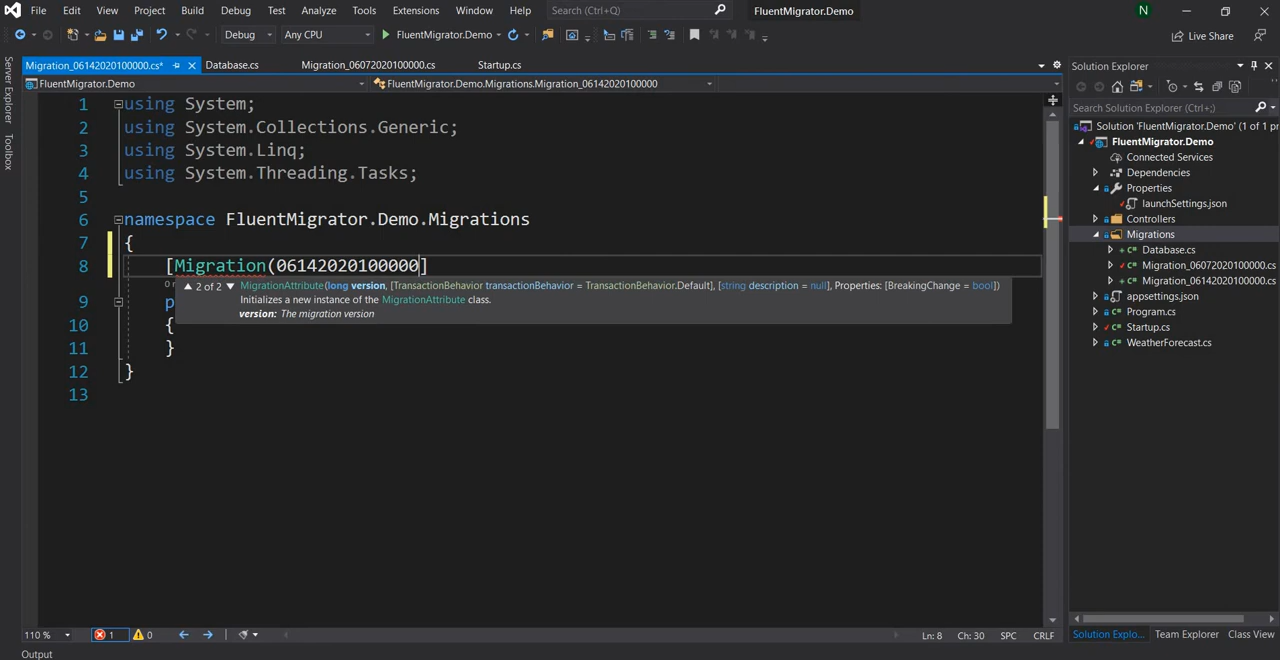 File Edit View Project Build Debug Test Analyze Tools Extensions Window Help Search (Ctrl+Q) FluentMigrator.Demo N
Debug Any CPU FluentMigrator.Demo Live Share
Server Explorer
Toolbox
Migration_06142020100000.cs* Database.cs Migration_06072020100000.cs Startup.cs
FluentMigrator.Demo FluentMigrator.Demo.Migrations.Migration_06142020100000
1 using System;
2 using System.Collections.Generic;
3 using System.Linq;
4 using System.Threading.Tasks;
5
6 namespace FluentMigrator.Demo.Migrations
7 {
8 [Migration(06142020100000]
0 r
2 of 2 MigrationAttribute(long version, [TransactionBehavior transactionBehavior = TransactionBehavior.Default], [string description = null], Properties: [BreakingChange = bool])
Initializes a new instance of the MigrationAttribute class.
version: The migration version
9 p
10 {
11 }
12 }
13
110 % 1 0 Ln: 8 Ch: 30 SPC CRLF
Output
Solution Explorer
Search Solution Explorer (Ctrl+;)
Solution 'FluentMigrator.Demo' (1 of 1 pr
FluentMigrator.Demo
Connected Services
Dependencies
Properties
launchSettings.json
Controllers
Migrations
Database.cs
Migration_06072020100000.cs
Migration_06142020100000.cs
appsettings.json
Program.cs
Startup.cs
WeatherForecast.cs
Solution Explo... Team Explorer Class View